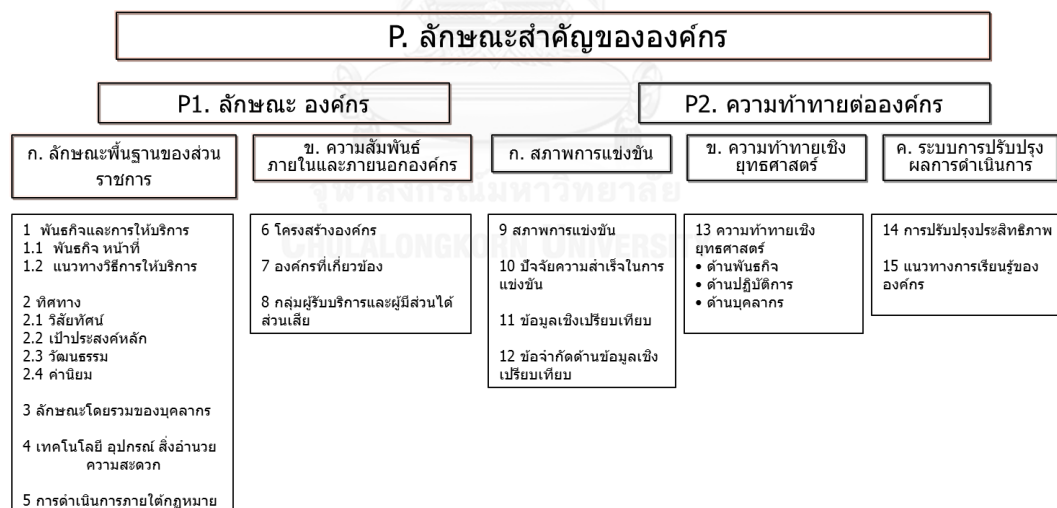 P. ลักษณะสำคัญขององค์กร
P1. ลักษณะ องค์กร
P2. ความท้าทายต่อองค์กร
ก. ลักษณะพื้นฐานของส่วน
ราชการ
ข. ความสัมพันธ์
ภายในและภายนอกองค์กร
ก. สภาพการแข่งขัน
ข. ความท้าทายเชิง
ยุทธศาสตร์
ค. ระบบการปรับปรุง
ผลการดำเนินการ
จุฬาลงกรณ์มหาวิทยาลัย
CHULALONGKORN UNIVERSITY
1 พันธกิจและการให้บริการ
1.1 พันธกิจ หน้าที่
1.2 แนวทางวิธีการให้บริการ
2 ทิศทาง
2.1 วิสัยทัศน์
2.2 เป้าประสงค์หลัก
2.3 วัฒนธรรม
2.4 ค่านิยม
3 ลักษณะโดยรวมของบุคลากร
4 เทคโนโลยี อุปกรณ์ สิ่งอำนวย
ความสะดวก
5 การดำเนินการภายใต้กฎหมาย
6 โครงสร้างองค์กร
7 องค์กรที่เกี่ยวข้อง
8 กลุ่มผู้รับบริการและผู้มีส่วนได้
ส่วนเสีย
9 สภาพการแข่งขัน
10 ปัจจัยความสำเร็จในการ
แข่งขัน
11 ข้อมูลเชิงเปรียบเทียบ
12 ข้อจำกัดด้านข้อมูลเชิง
เปรียบเทียบ
13 ความท้าทายเชิง
ยุทธศาสตร์
• ด้านพันธกิจ
• ด้านปฏิบัติการ
• ด้านบุคลากร
14 การปรับปรุงประสิทธิภาพ
15 แนวทางการเรียนรู้ของ
องค์กร